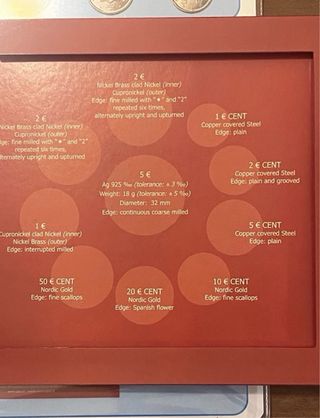 2 €
Nickel Brass clad Nickel (inner)
Cupronickel (outer)
Edge: fine milled with "★" and "2"
repeated six times,
alternately upright and upturned
2 €
Nickel Brass clad Nickel (inner)
Cupronickel (outer)
Edge: fine milled with "★" and "2"
repeated six times,
alternately upright and upturned
1 € CENT
Copper covered Steel
Edge: plain
2 € CENT
Copper covered Steel
Edge: plain and grooved
5 €
Ag 925 ‰ (tolerance: ± 3 ‰)
Weight: 18 g (tolerance: ± 5 ‰)
Diameter: 32 mm
Edge: continuous coarse milled
1 €
Cupronickel clad Nickel (inner)
Nickel Brass (outer)
Edge: interrupted milled
5 € CENT
Copper covered Steel
Edge: plain
50 € CENT
Nordic Gold
Edge: fine scallops
20 € CENT
Nordic Gold
Edge: Spanish flower
10 € CENT
Nordic Gold
Edge: fine scallops